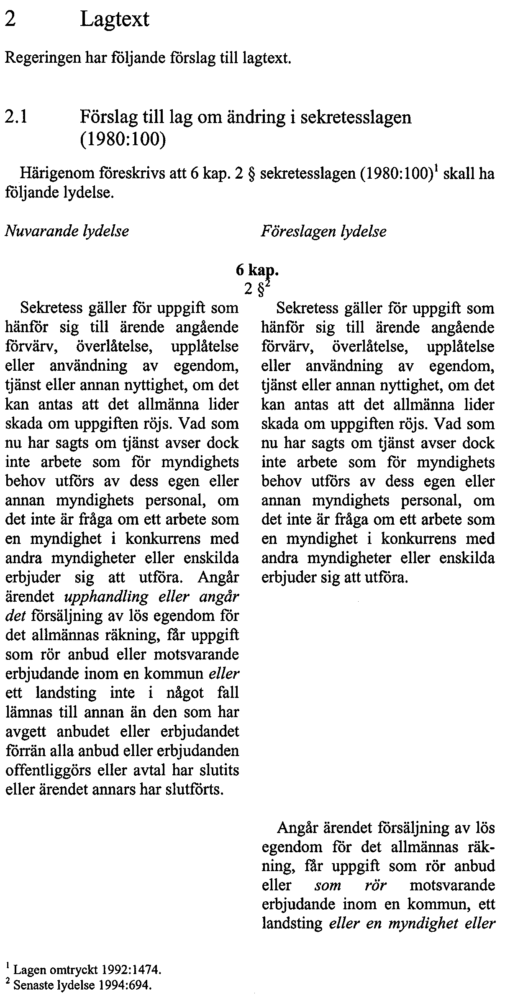 2 Lagtext
Regeringen har följande förslag till lagtext.
2.1 Förslag till lag om ändring i sekretesslagen
(1980:100)
Härigenom föreskrivs att 6 kap. 2 § sekretesslagen (1980:100)¹ skall ha
följande lydelse.
Nuvarande lydelse
Föreslagen lydelse
6 kap.
2 §²
Sekretess gäller för uppgift som
hänför sig till ärende angående
förvärv, överlåtelse, upplåtelse
eller användning av egendom,
tjänst eller annan nyttighet, om det
kan antas att det allmänna lider
skada om uppgiften röjs. Vad som
nu har sagts om tjänst avser dock
inte arbete som för myndighets
behov utförs av dess egen eller
annan myndighets personal, om
det inte är fråga om ett arbete som
en myndighet i konkurrens med
andra myndigheter eller enskilda
erbjuder sig att utföra. Angår
ärendet upphandling eller angår
det försäljning av lös egendom för
det allmännas räkning, får uppgift
som rör anbud eller motsvarande
erbjudande inom en kommun eller
ett landsting inte i något fall
lämnas till annan än den som har
avgett anbudet eller erbjudandet
förrän alla anbud eller erbjudanden
offentliggörs eller avtal har slutits
eller ärendet annars har slutförts.
Sekretess gäller för uppgift som
hänför sig till ärende angående
förvärv, överlåtelse, upplåtelse
eller användning av egendom,
tjänst eller annan nyttighet, om det
kan antas att det allmänna lider
skada om uppgiften röjs. Vad som
nu har sagts om tjänst avser dock
inte arbete som för myndighets
behov utförs av dess egen eller
annan myndighets personal, om
det inte är fråga om ett arbete som
en myndighet i konkurrens med
andra myndigheter eller enskilda
erbjuder sig att utföra.
Angår ärendet försäljning av lös
egendom för det allmännas räk-
ning, får uppgift som rör anbud
eller som rör motsvarande
erbjudande inom en kommun, ett
landsting eller en myndighet eller
¹ Lagen omtryckt 1992:1474.
² Senaste lydelse 1994:694.